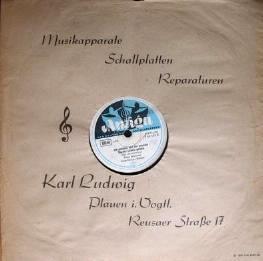 Musikapparate
Schallplatten
Reparaturen
Karl Ludwig
Plauen i. Vogtl.
Reusaer Straße 17